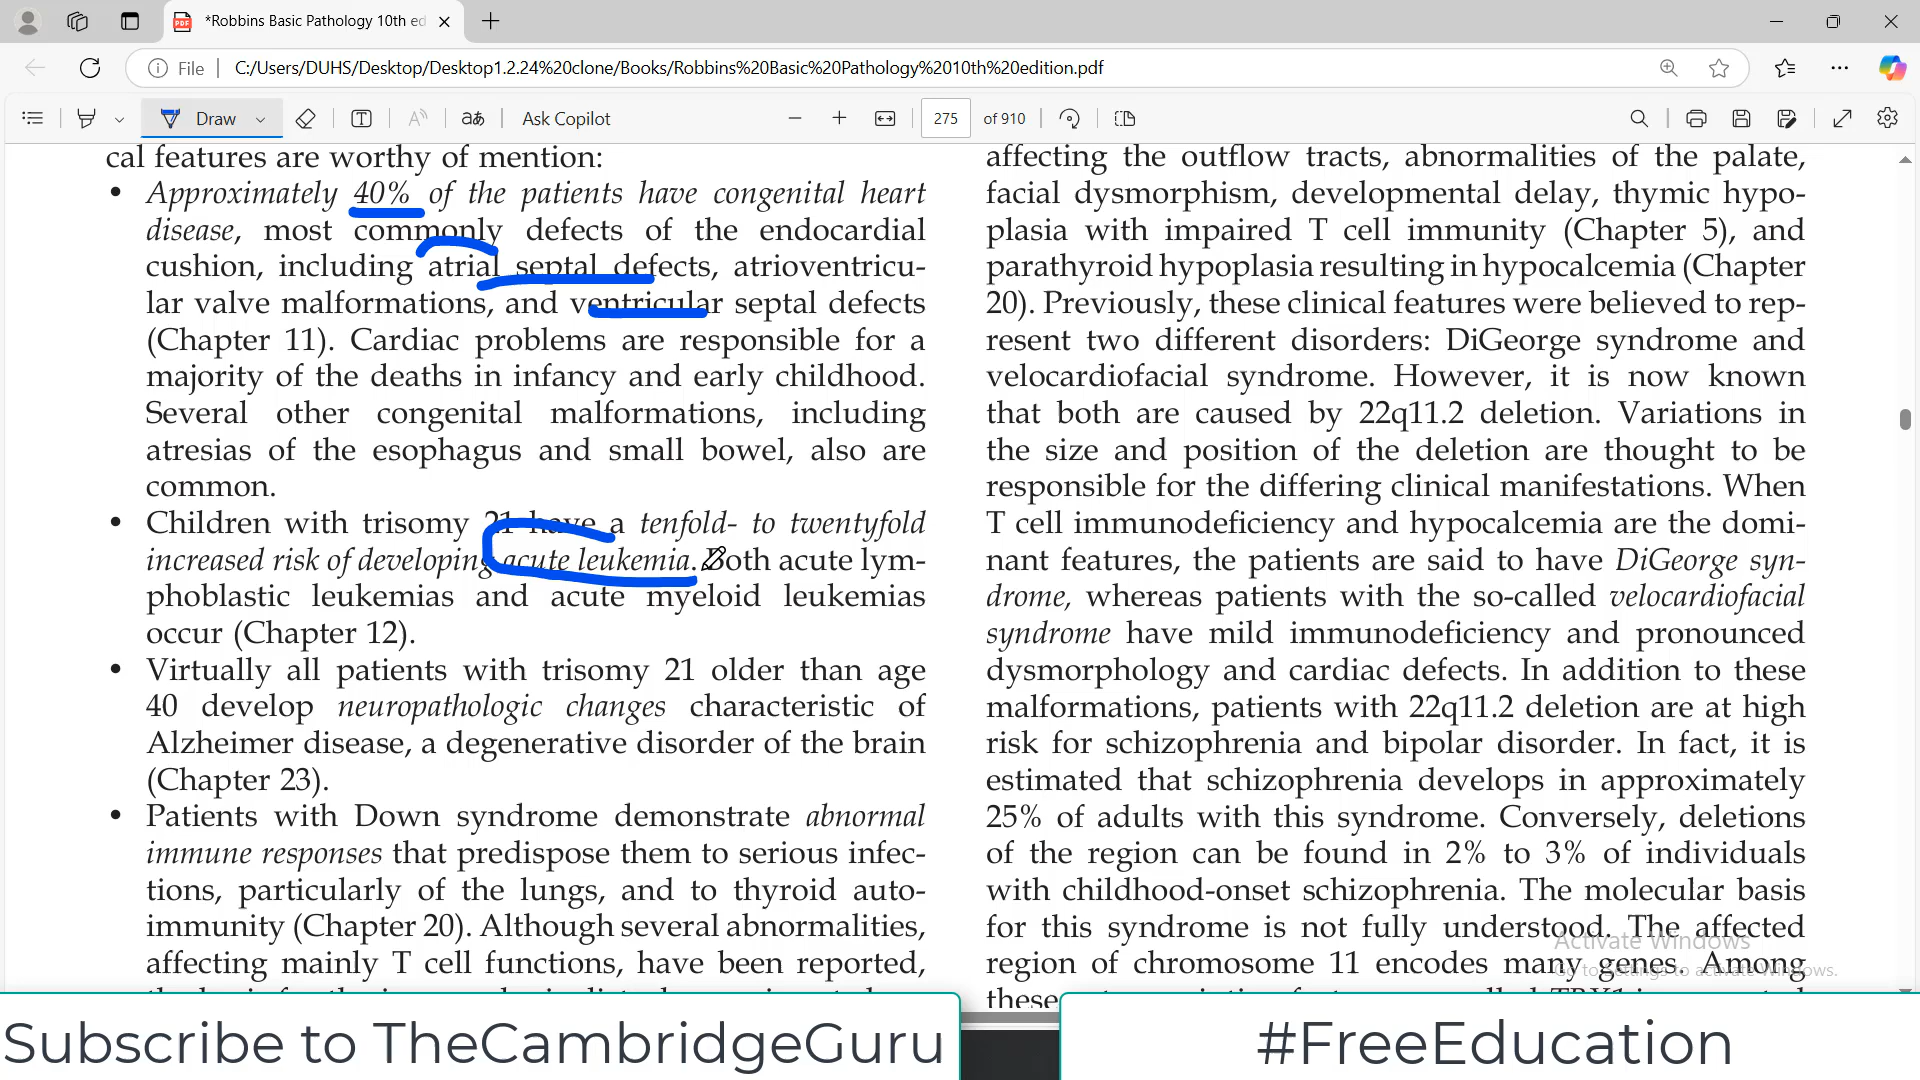 *Robbins Basic Pathology 10th ed
File
C:/Users/DUHS/Desktop/Desktop1.2.24%20clone/Books/Robbins%20Basic%20Pathology%2010th%20edition.pdf
Draw
Ask Copilot
275 of 910
cal features are worthy of mention:
• Approximately 40% of the patients have congenital heart
disease, most commonly defects of the endocardial
cushion, including atrial septal defects, atrioventricu-
lar valve malformations, and ventricular septal defects
(Chapter 11). Cardiac problems are responsible for a
majority of the deaths in infancy and early childhood.
Several other congenital malformations, including
atresias of the esophagus and small bowel, also are
common.
• Children with trisomy 21 have a tenfold- to twentyfold
increased risk of developing acute leukemia. Both acute lym-
phoblastic leukemias and acute myeloid leukemias
occur (Chapter 12).
• Virtually all patients with trisomy 21 older than age
40 develop neuropathologic changes characteristic of
Alzheimer disease, a degenerative disorder of the brain
(Chapter 23).
• Patients with Down syndrome demonstrate abnormal
immune responses that predispose them to serious infec-
tions, particularly of the lungs, and to thyroid auto-
immunity (Chapter 20). Although several abnormalities,
affecting mainly T cell functions, have been reported,
affecting the outflow tracts, abnormalities of the palate,
facial dysmorphism, developmental delay, thymic hypo-
plasia with impaired T cell immunity (Chapter 5), and
parathyroid hypoplasia resulting in hypocalcemia (Chapter
20). Previously, these clinical features were believed to rep-
resent two different disorders: DiGeorge syndrome and
velocardiofacial syndrome. However, it is now known
that both are caused by 22q11.2 deletion. Variations in
the size and position of the deletion are thought to be
responsible for the differing clinical manifestations. When
T cell immunodeficiency and hypocalcemia are the domi-
nant features, the patients are said to have DiGeorge syn-
drome, whereas patients with the so-called velocardiofacial
syndrome have mild immunodeficiency and pronounced
dysmorphology and cardiac defects. In addition to these
malformations, patients with 22q11.2 deletion are at high
risk for schizophrenia and bipolar disorder. In fact, it is
estimated that schizophrenia develops in approximately
25% of adults with this syndrome. Conversely, deletions
of the region can be found in 2% to 3% of individuals
with childhood-onset schizophrenia. The molecular basis
for this syndrome is not fully understood. The affected
region of chromosome 11 encodes many genes. Among
these
Activate Windows
Go to Settings to activate Windows.
Subscribe to TheCambridgeGuru
#FreeEducation